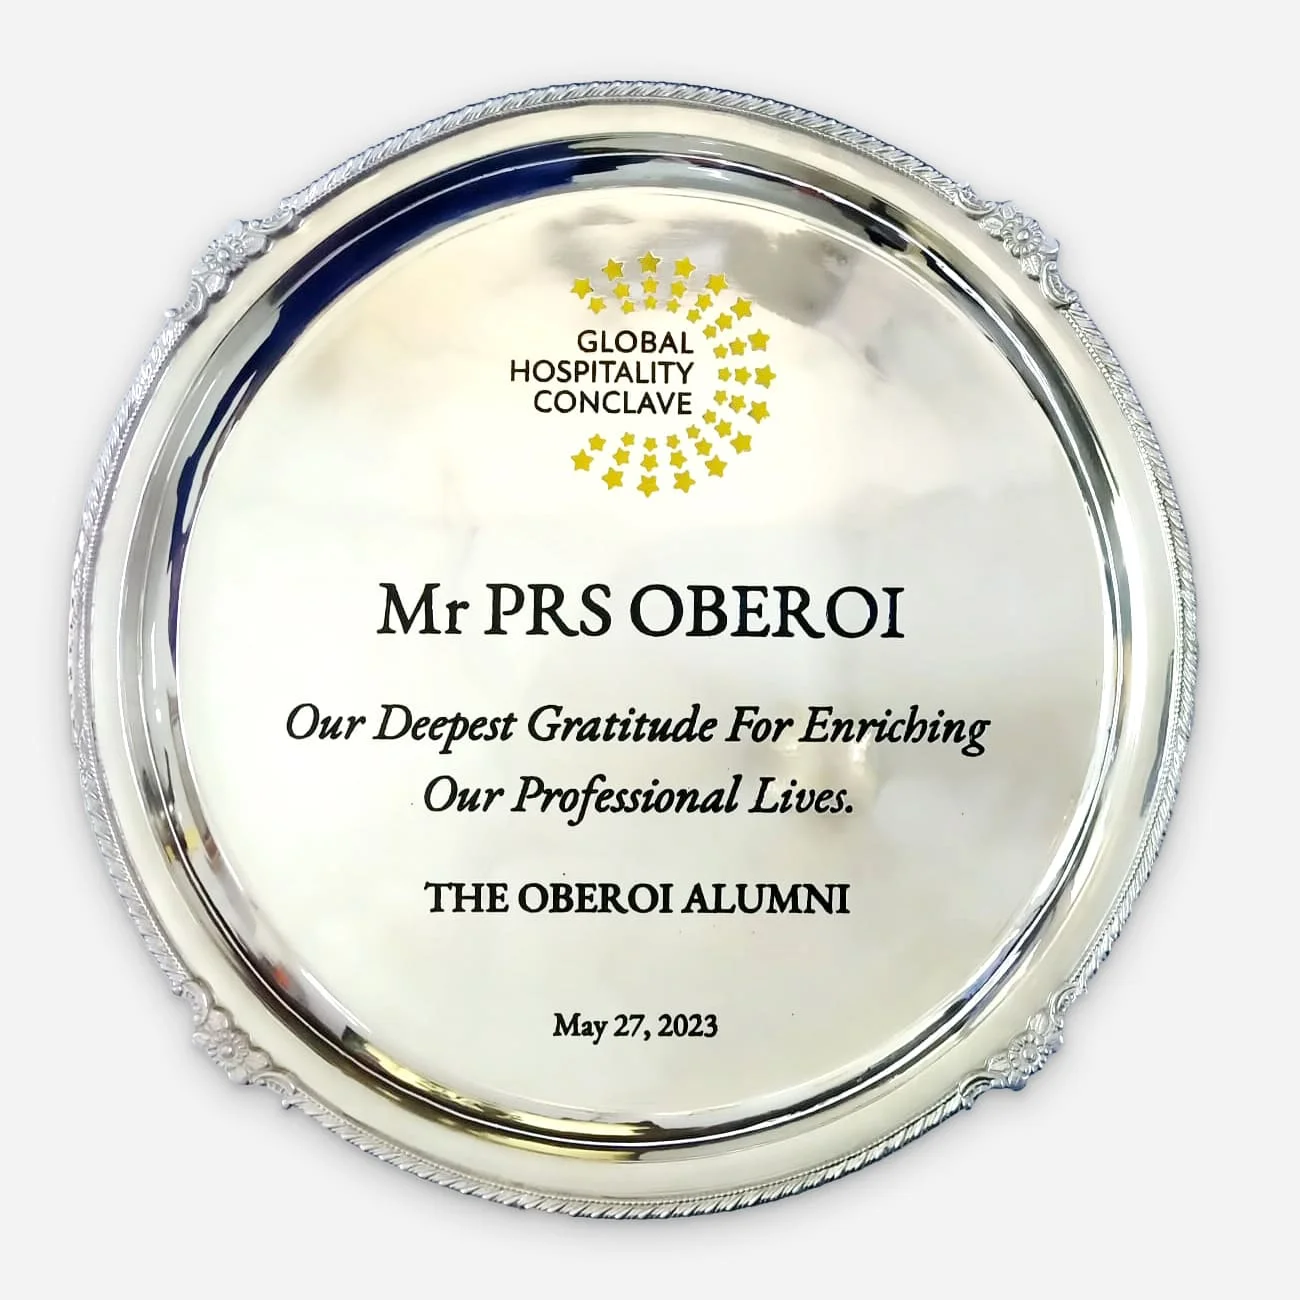 GLOBAL
HOSPITALITY
CONCLAVE
Mr PRS OBEROI
Our Deepest Gratitude For Enriching
Our Professional Lives.
THE OBEROI ALUMNI
May 27, 2023